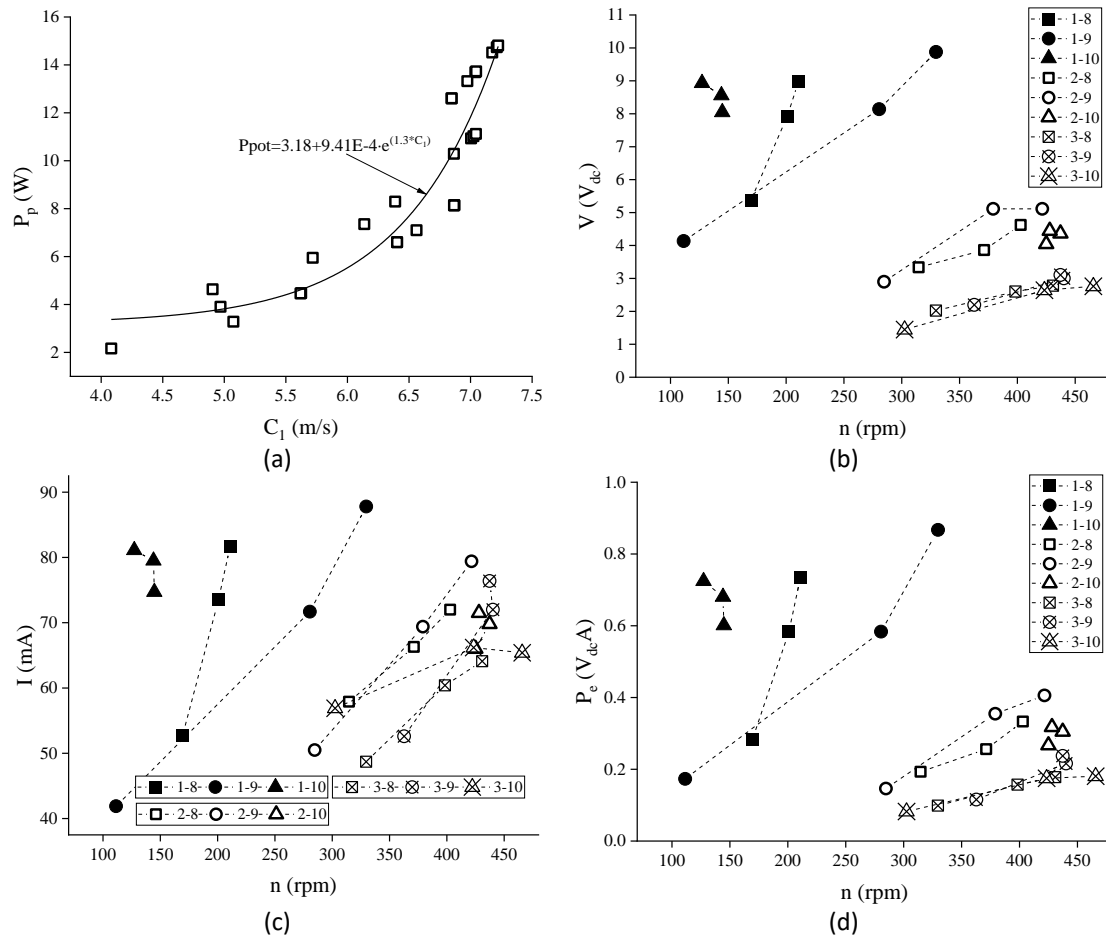 16
14
12
10
8
6
4
2
P_p (W)
Ppot=3.18+9.41E-4·e^(1.3*C_1)
4.0 4.5 5.0 5.5 6.0 6.5 7.0 7.5
C_1 (m/s)
(a)
11
10
9
8
7
6
5
4
3
2
1
0
V (V_dc)
1-8
1-9
1-10
2-8
2-9
2-10
3-8
3-9
3-10
100 150 200 250 300 350 400 450
n (rpm)
(b)
90
80
70
60
50
40
I (mA)
1-8 1-9 1-10
3-8 3-9 3-10
2-8 2-9 2-10
100 150 200 250 300 350 400 450
n (rpm)
(c)
1.0
0.8
0.6
0.4
0.2
0.0
P_e (V_dcA)
1-8
1-9
1-10
2-8
2-9
2-10
3-8
3-9
3-10
100 150 200 250 300 350 400 450
n (rpm)
(d)